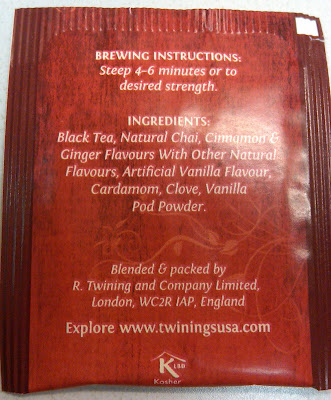 BREWING INSTRUCTIONS:
Steep 4-6 minutes or to
desired strength.
INGREDIENTS:
Black Tea, Natural Chai, Cinnamon &
Ginger Flavours With Other Natural
Flavours, Artificial Vanilla Flavour,
Cardamom, Clove, Vanilla
Pod Powder.
Blended & packed by
R. Twining and Company Limited,
London, WC2R IAP, England
Explore www.twiningsusa.com
K LBD
Kosher